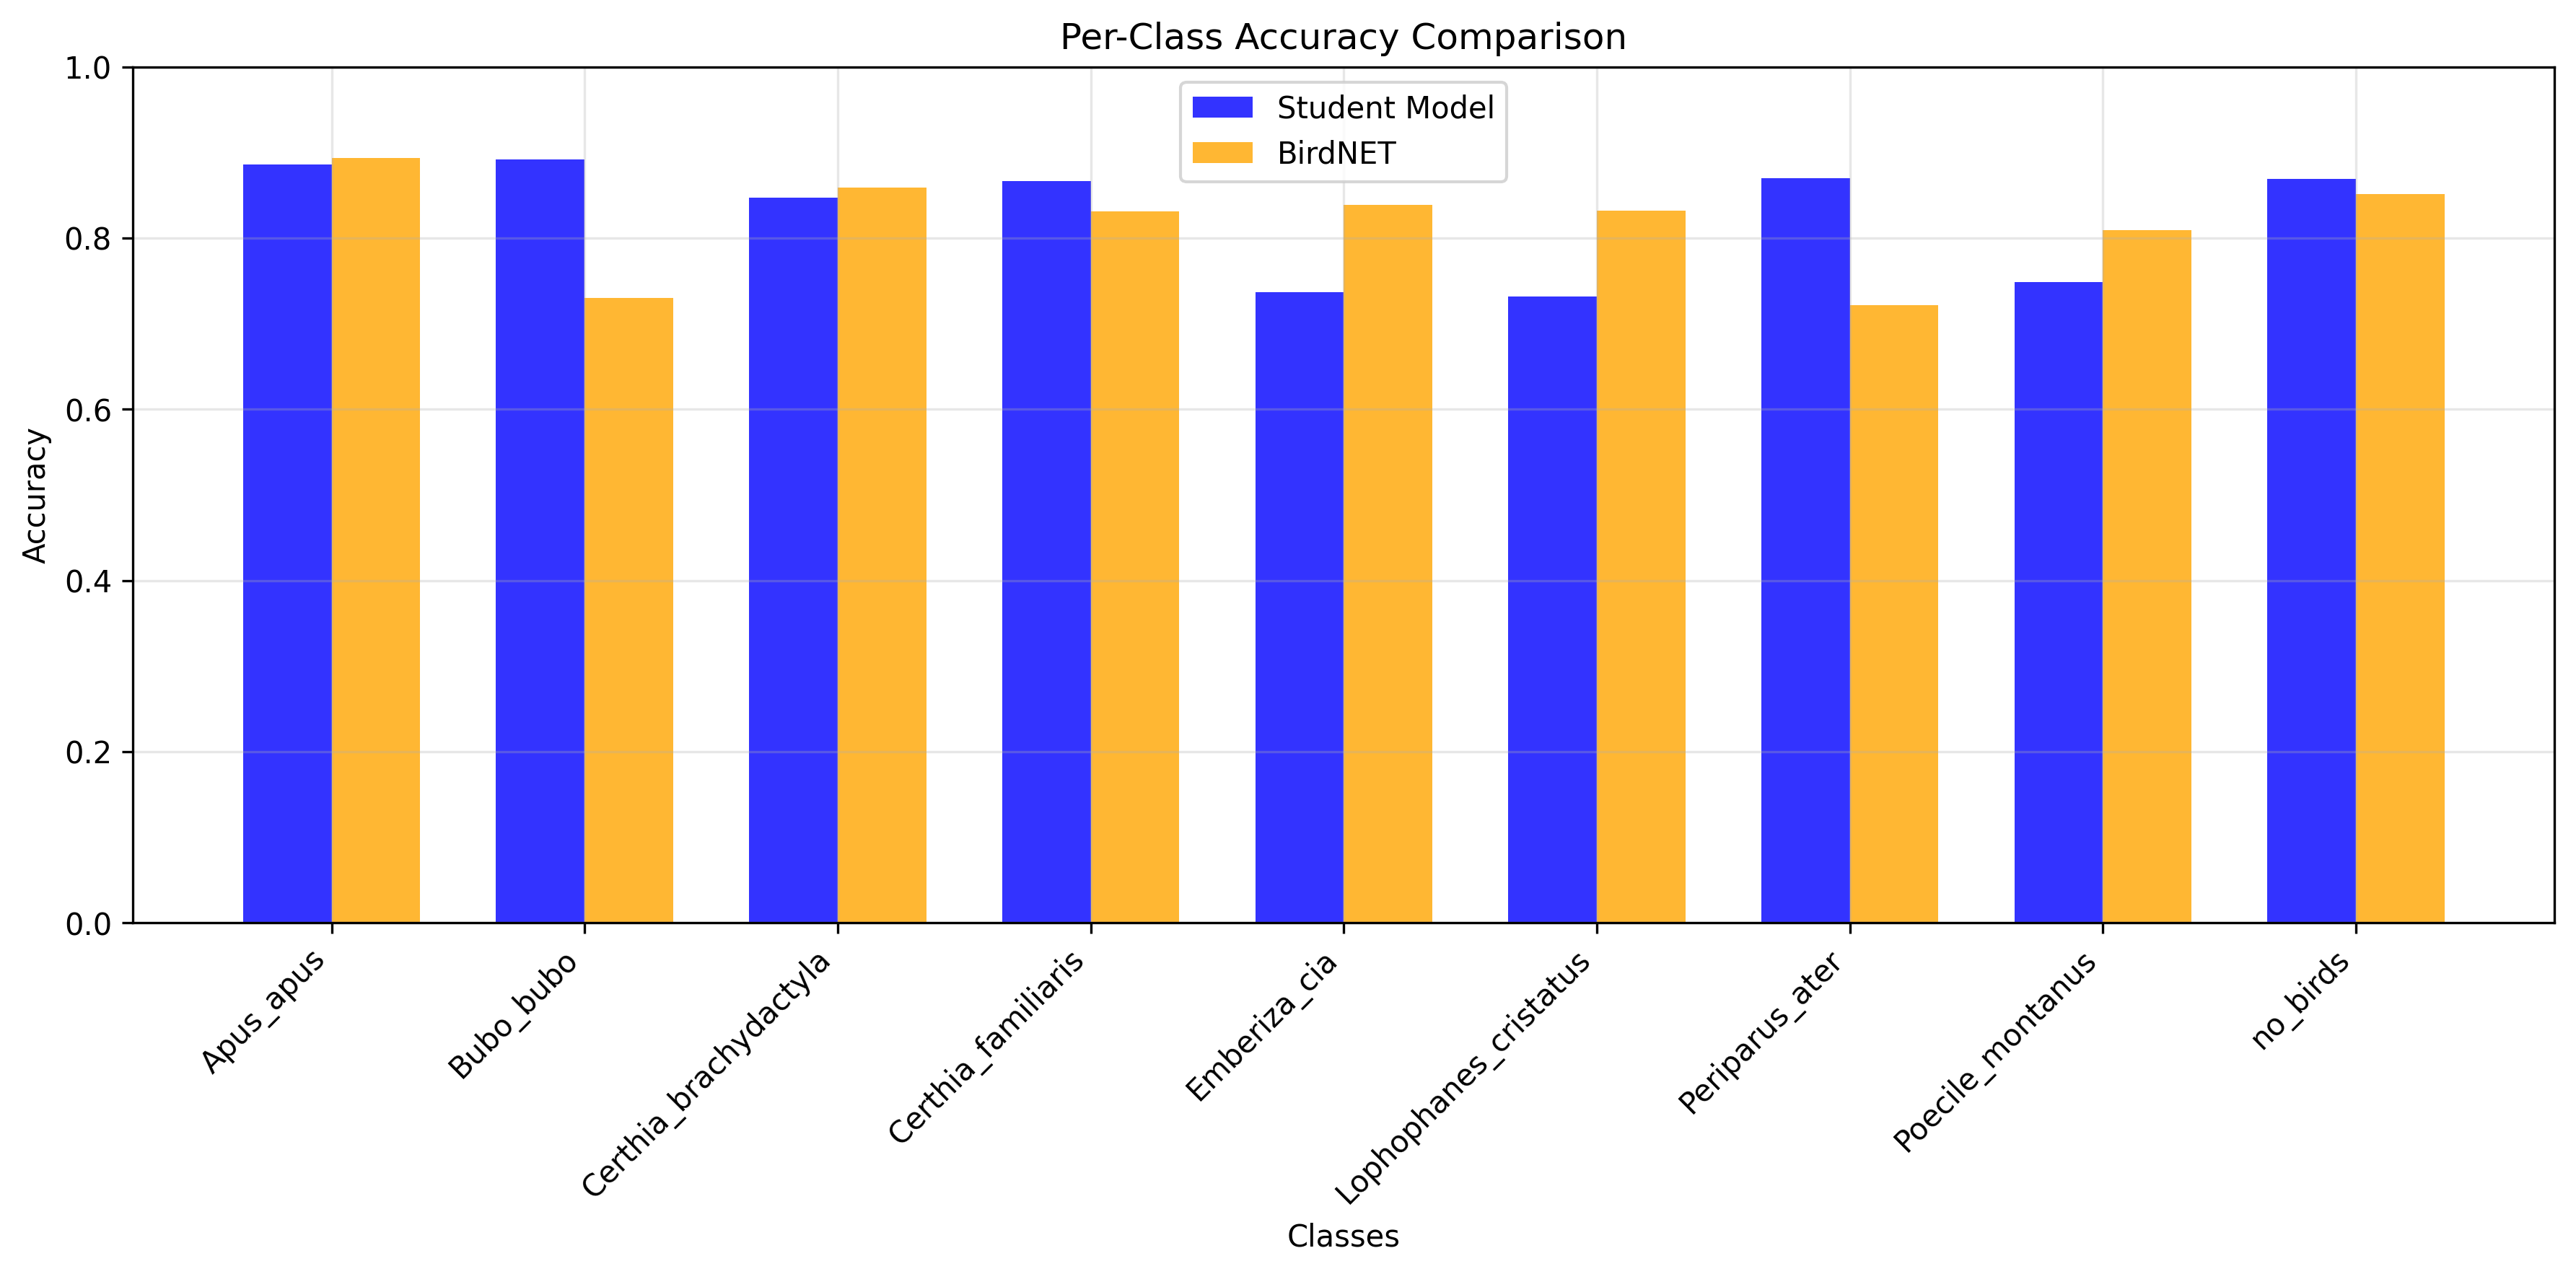 Per-Class Accuracy Comparison
Student Model
BirdNET
Accuracy
1.0
0.8
0.6
0.4
0.2
0.0
Apus_apus
Bubo_bubo
Certhia_brachydactyla
Certhia_familiaris
Emberiza_cia
Lophophanes_cristatus
Periparus_ater
Poecile_montanus
no_birds
Classes